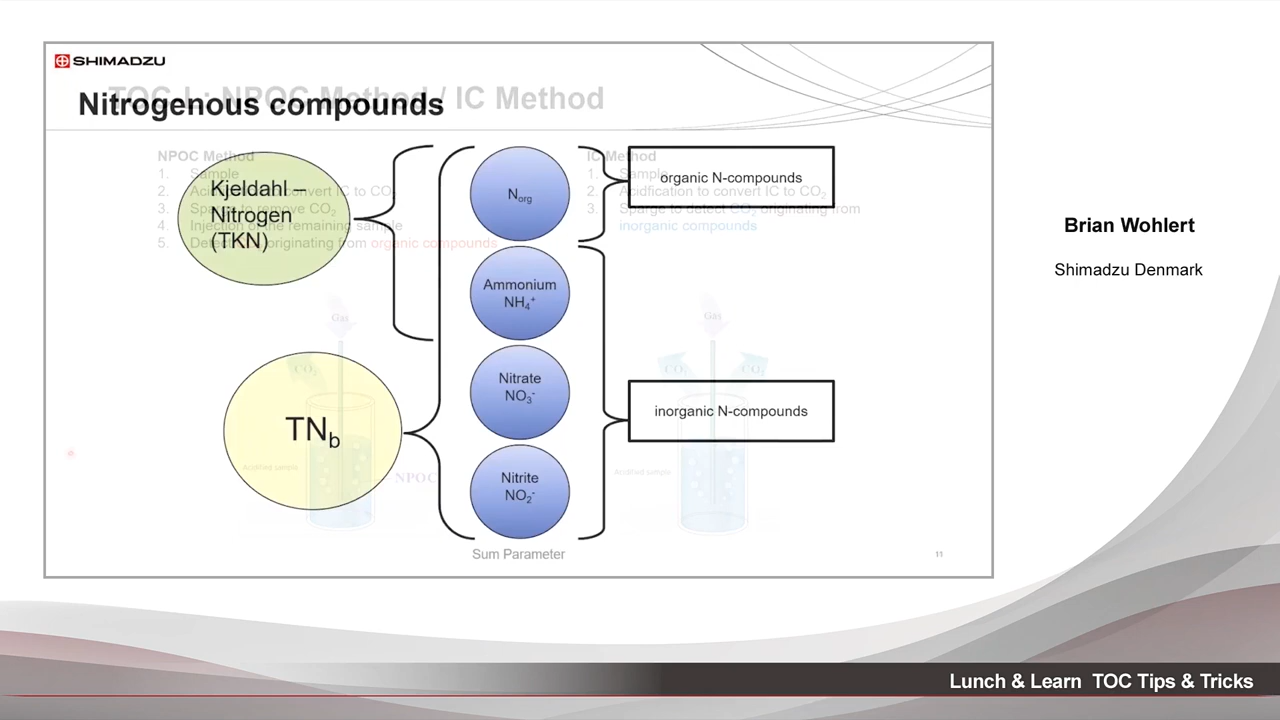 SHIMADZU
Nitrogenous compounds
TOC-L: NPOC Method / IC Method
NPOC Method
1. Sample
2. Acidification to convert IC to CO₂
3. Sparge to remove CO₂
4. Injection of the remaining sample
5. originating from organic compounds
IC Method
1. Sample
2. Acidfication to convert IC to CO₂
3. Sparge to detect CO₂ originating from
inorganic compounds
Kjeldahl –
Nitrogen
(TKN)
TNb
Norg
Ammonium
NH₄⁺
Nitrate
NO₃⁻
Nitrite
NO₂⁻
organic N-compounds
inorganic N-compounds
Gas
CO₂
Acidified sample
NPOC
Gas
CO₂
CO₂
Acidified sample
Sum Parameter
11
Brian Wohlert
Shimadzu Denmark
Lunch & Learn TOC Tips & Tricks